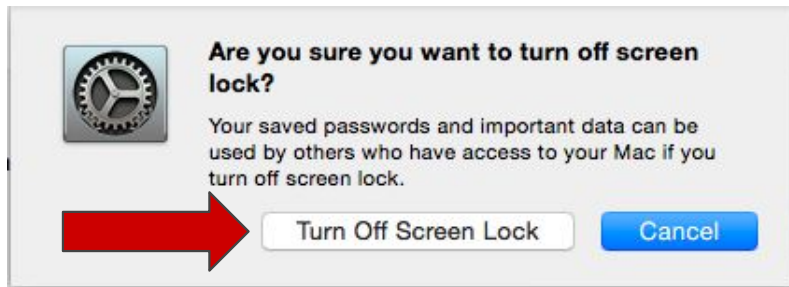 Are you sure you want to turn off screen
lock?
Your saved passwords and important data can be
used by others who have access to your Mac if you
turn off screen lock.
Turn Off Screen Lock
Cancel